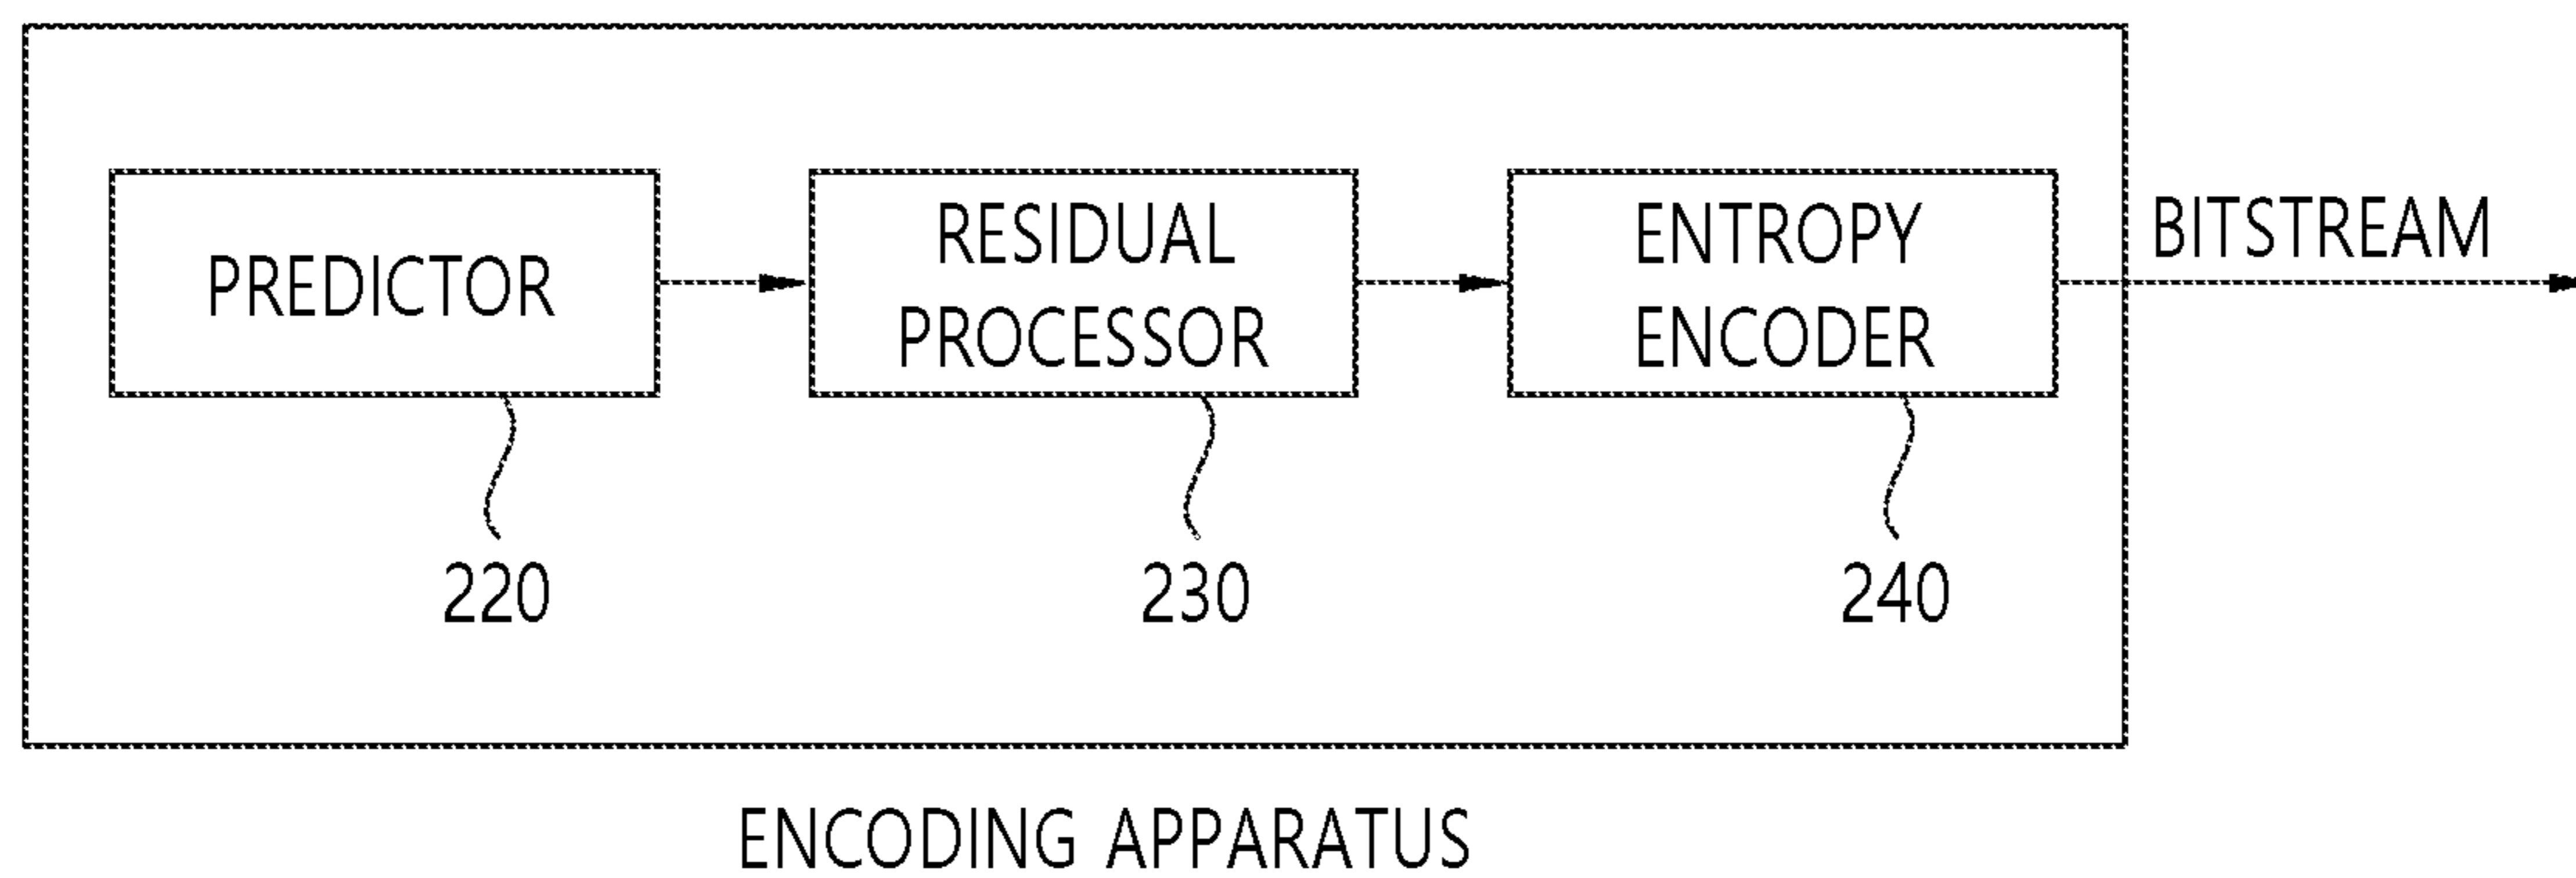 PREDICTOR
RESIDUAL
PROCESSOR
ENTROPY
ENCODER
BITSTREAM
220
230
240
ENCODING APPARATUS